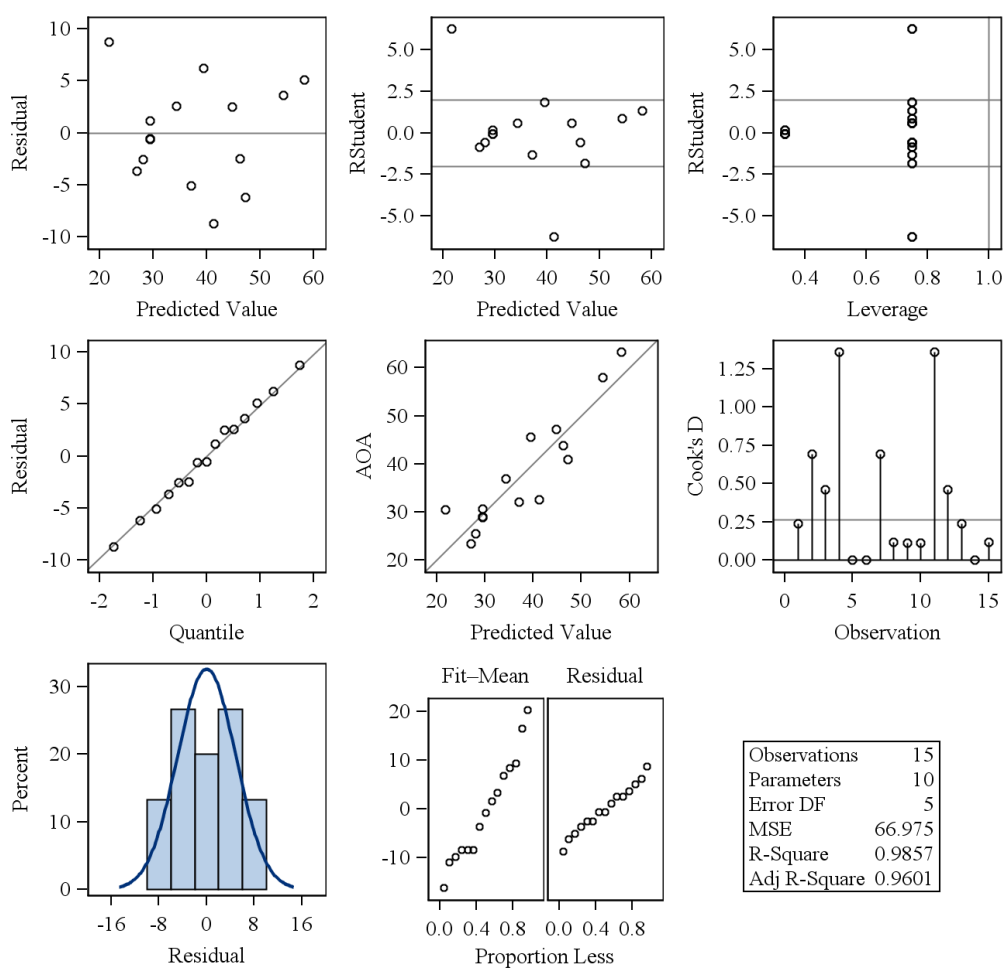 Residual
10
5
0
-5
-10
20 30 40 50 60
Predicted Value
RStudent
5.0
2.5
0.0
-2.5
-5.0
20 30 40 50 60
Predicted Value
RStudent
5.0
2.5
0.0
-2.5
-5.0
0.4 0.6 0.8 1.0
Leverage
Residual
10
5
0
-5
-10
-2 -1 0 1 2
Quantile
AOA
60
50
40
30
20
20 30 40 50 60
Predicted Value
Cook's D
1.25
1.00
0.75
0.50
0.25
0.00
0 5 10 15
Observation
Percent
30
20
10
0
-16 -8 0 8 16
Residual
Fit–Mean Residual
20
10
0
-10
0.0 0.4 0.8 0.0 0.4 0.8
Proportion Less
Observations 15
Parameters 10
Error DF 5
MSE 66.975
R-Square 0.9857
Adj R-Square 0.9601